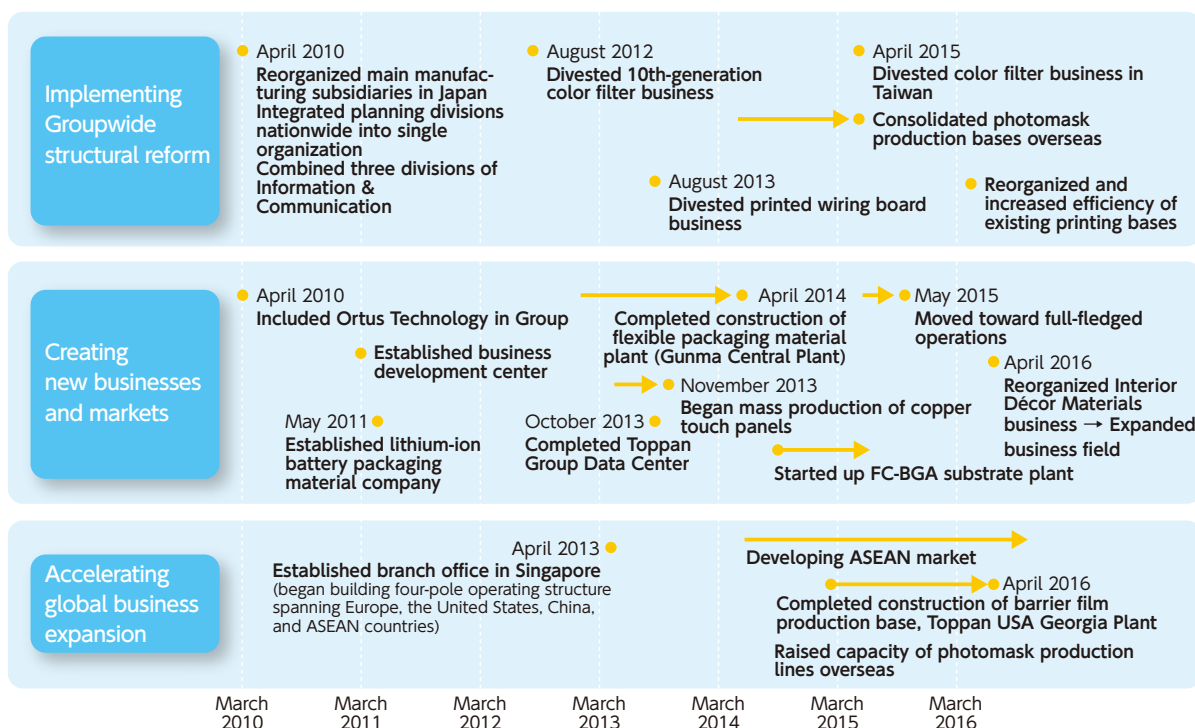 Implementing
Groupwide
structural reform
April 2010
Reorganized main manufac-
turing subsidiaries in Japan
Integrated planning divisions
nationwide into single
organization
Combined three divisions of
Information &
Communication
August 2012
Divested 10th-generation
color filter business
August 2013
Divested printed wiring board
business
April 2015
Divested color filter business in
Taiwan
Consolidated photomask
production bases overseas
Reorganized and
increased efficiency of
existing printing bases
Creating
new businesses
and markets
April 2010
Included Ortus Technology in Group
Established business
development center
May 2011
Established lithium-ion
battery packaging
material company
April 2014
Completed construction of
flexible packaging material
plant (Gunma Central Plant)
November 2013
Began mass production of copper
touch panels
October 2013
Completed Toppan
Group Data Center
Started up FC-BGA substrate plant
May 2015
Moved toward full-fledged
operations
April 2016
Reorganized Interior
Décor Materials
business → Expanded
business field
Accelerating
global business
expansion
April 2013
Established branch office in Singapore
(began building four-pole operating structure
spanning Europe, the United States, China,
and ASEAN countries)
Developing ASEAN market
April 2016
Completed construction of barrier film
production base, Toppan USA Georgia Plant
Raised capacity of photomask production
lines overseas
March
2010
March
2011
March
2012
March
2013
March
2014
March
2015
March
2016